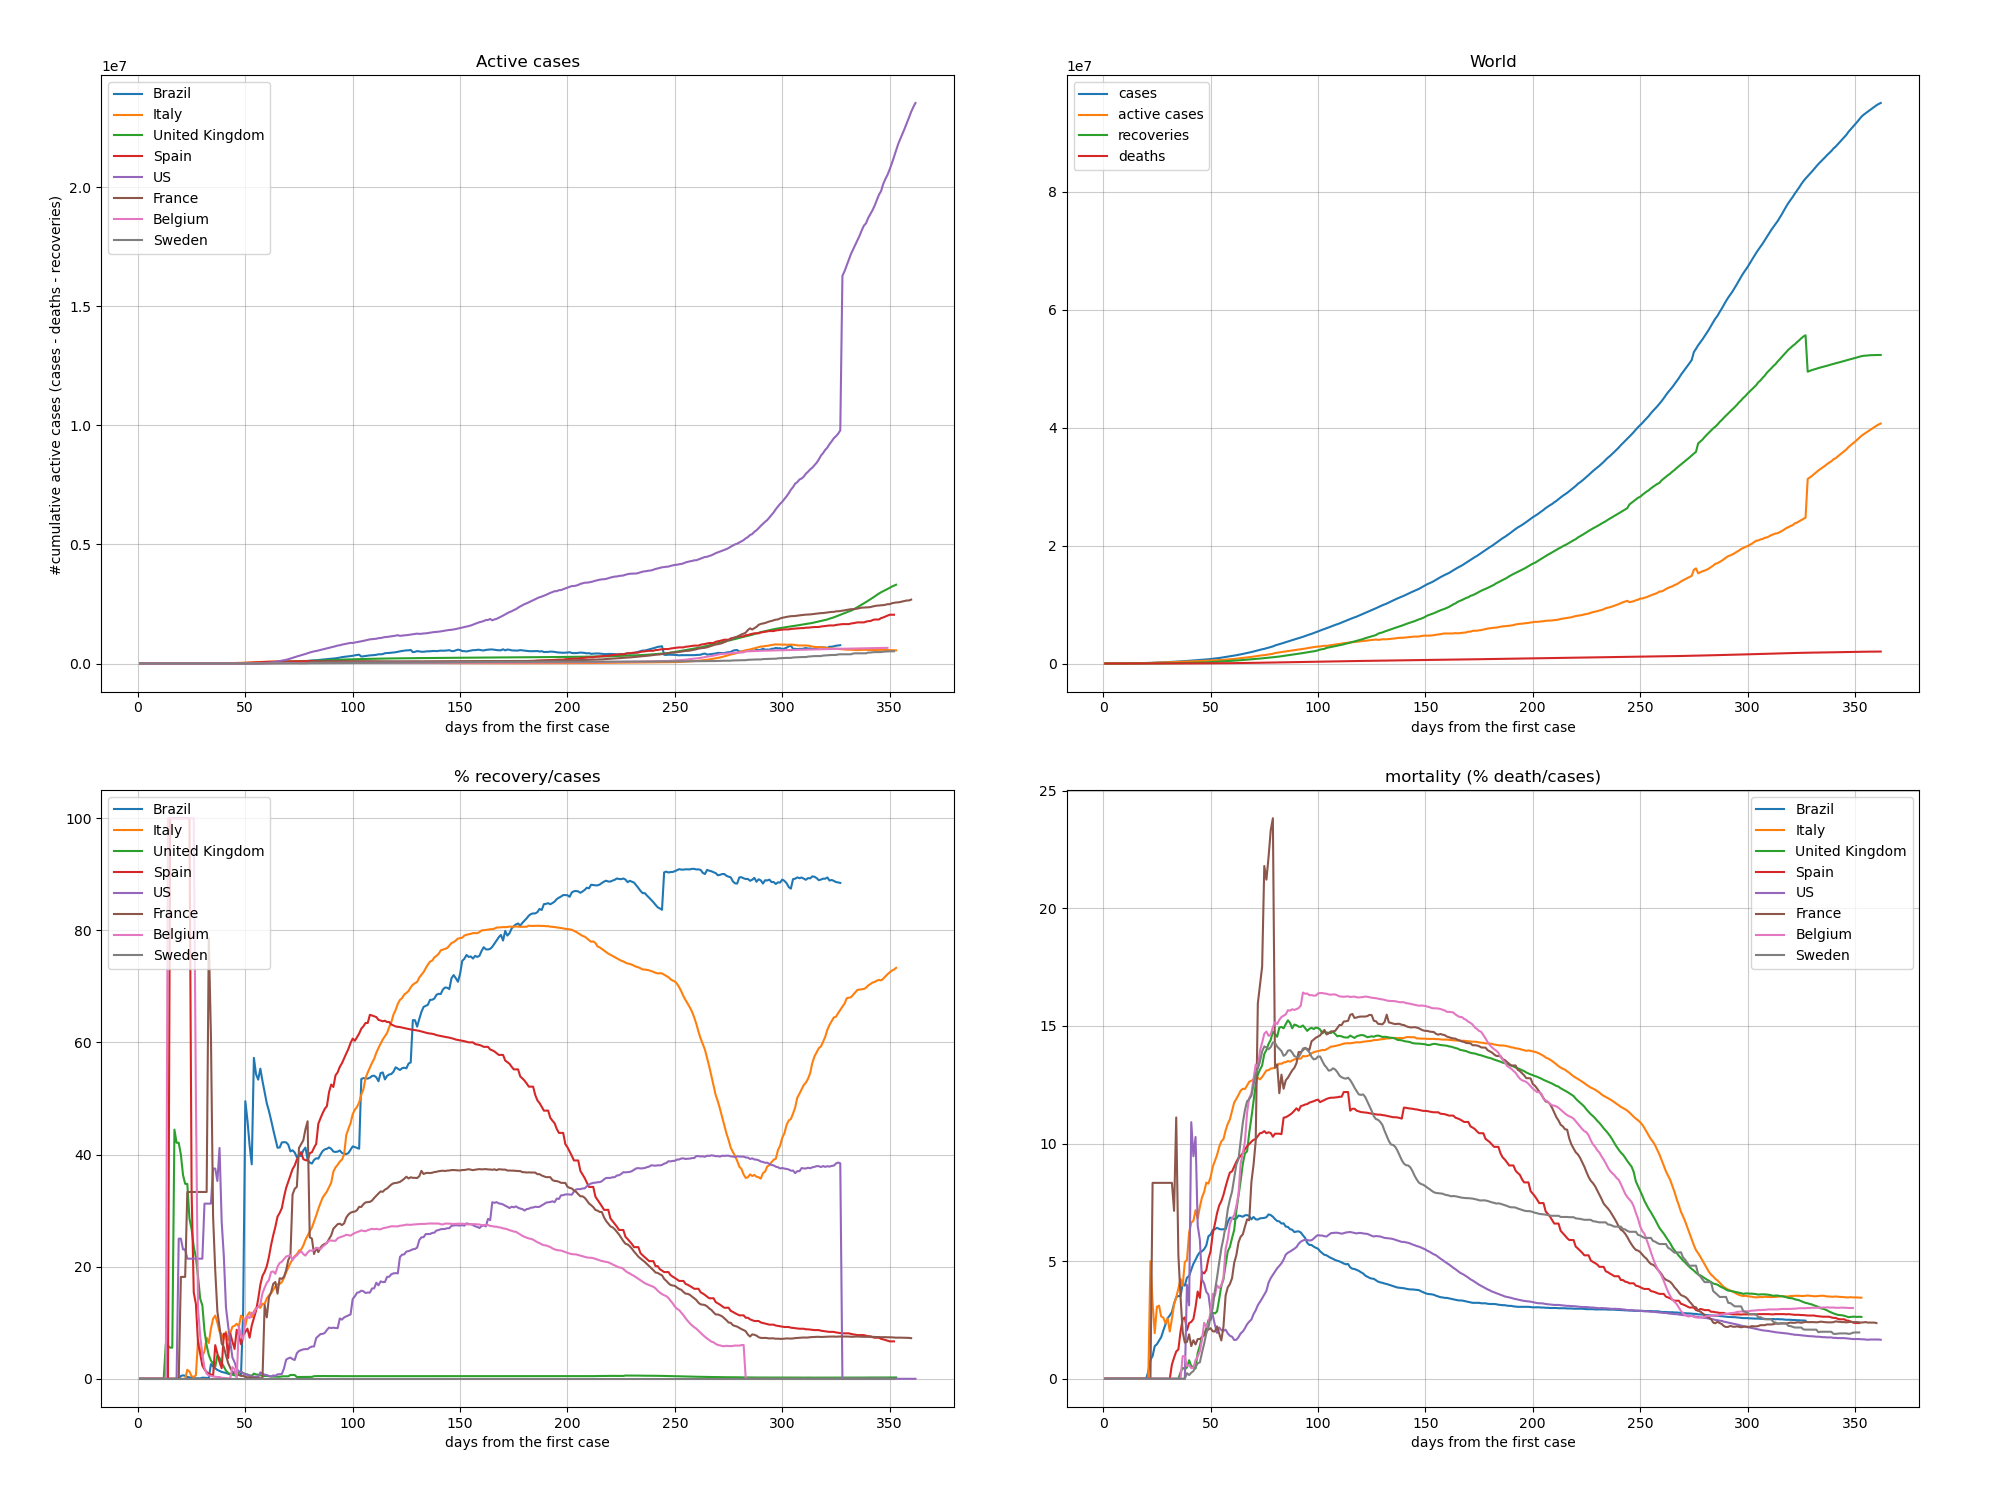 Active cases
1e7
#cumulative active cases (cases - deaths - recoveries)
2.0
1.5
1.0
0.5
0.0
Brazil
Italy
United Kingdom
Spain
US
France
Belgium
Sweden
0 50 100 150 200 250 300 350
days from the first case
World
1e7
8
6
4
2
0
cases
active cases
recoveries
deaths
0 50 100 150 200 250 300 350
days from the first case
% recovery/cases
100
80
60
40
20
0
Brazil
Italy
United Kingdom
Spain
US
France
Belgium
Sweden
0 50 100 150 200 250 300 350
days from the first case
mortality (% death/cases)
25
20
15
10
5
0
Brazil
Italy
United Kingdom
Spain
US
France
Belgium
Sweden
0 50 100 150 200 250 300 350
days from the first case